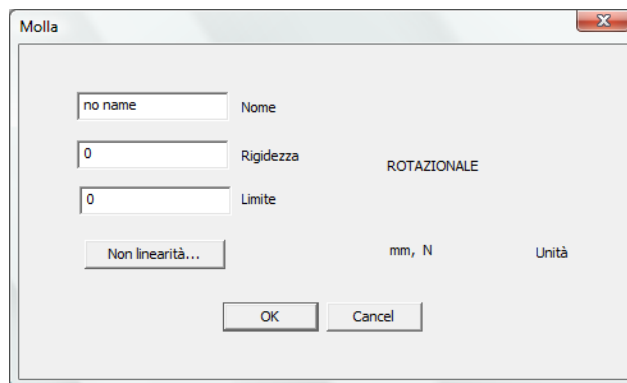 Molla
no name Nome
0 Rigidezza
ROTAZIONALE
0 Limite
Non linearità... mm, N Unità
OK Cancel